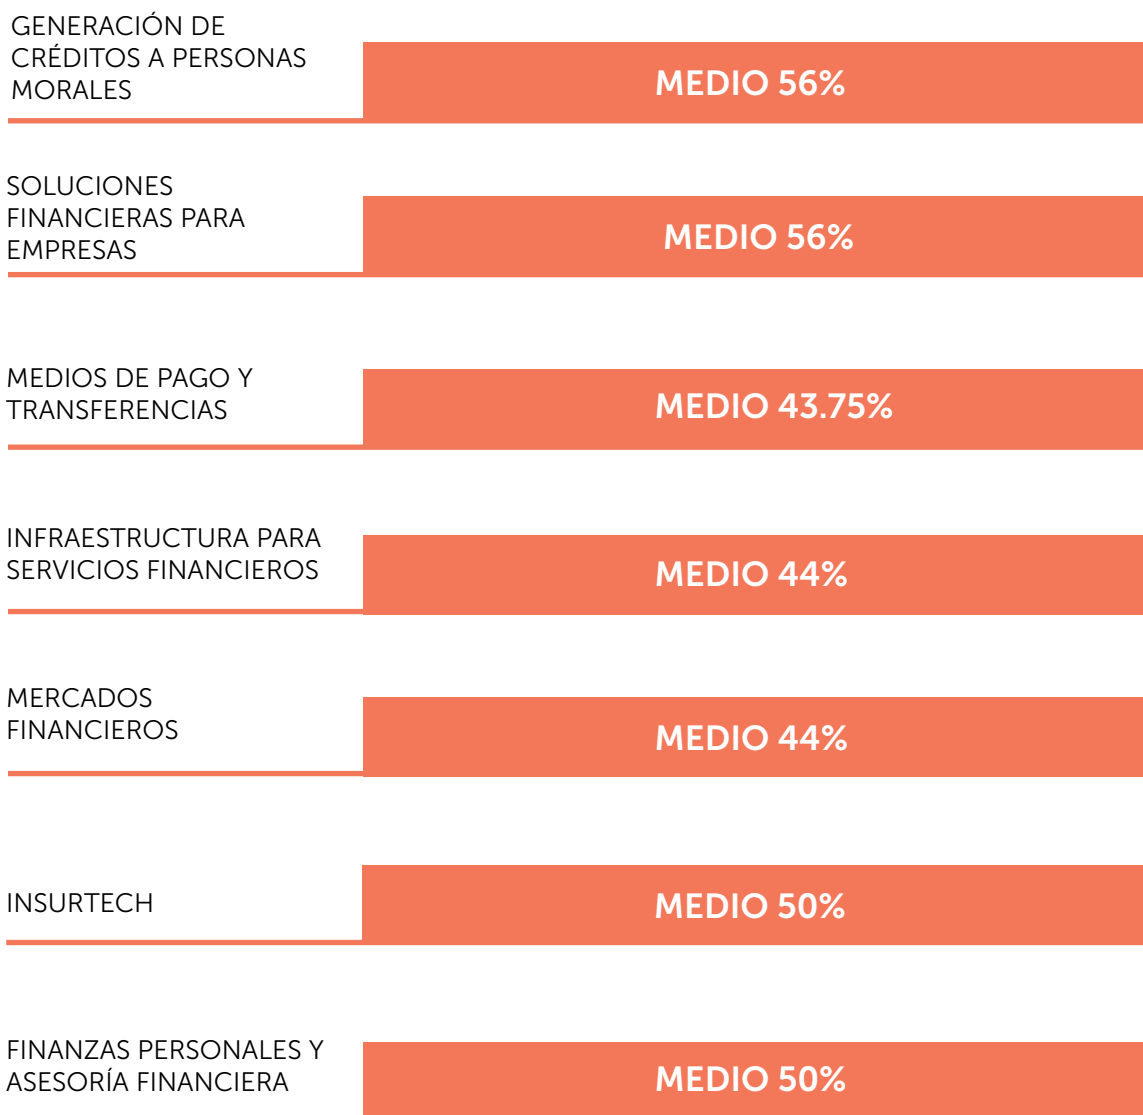 GENERACIÓN DE
CRÉDITOS A PERSONAS
MORALES
MEDIO 56%
SOLUCIONES
FINANCIERAS PARA
EMPRESAS
MEDIO 56%
MEDIOS DE PAGO Y
TRANSFERENCIAS
MEDIO 43.75%
INFRAESTRUCTURA PARA
SERVICIOS FINANCIEROS
MEDIO 44%
MERCADOS
FINANCIEROS
MEDIO 44%
INSURTECH
MEDIO 50%
FINANZAS PERSONALES Y
ASESORÍA FINANCIERA
MEDIO 50%